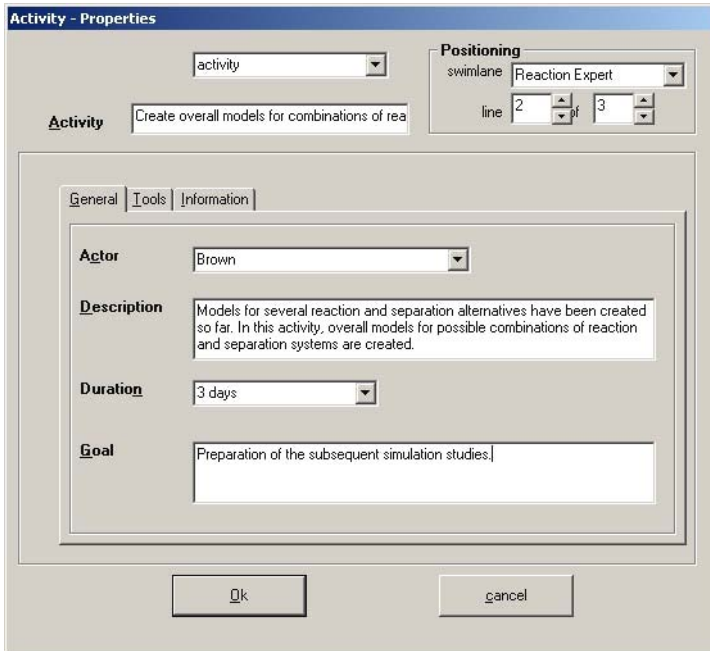 Activity - Properties
activity
Positioning
swimlane Reaction Expert
line 2 of 3
Activity Create overall models for combinations of rea
General Tools Information
Actor Brown
Description Models for several reaction and separation alternatives have been created
so far. In this activity, overall models for possible combinations of reaction
and separation systems are created.
Duration 3 days
Goal Preparation of the subsequent simulation studies.
Ok cancel